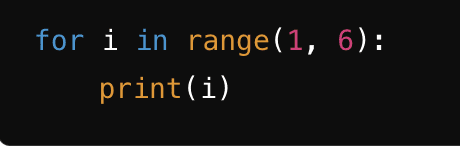 for i in range(1, 6):
    print(i)